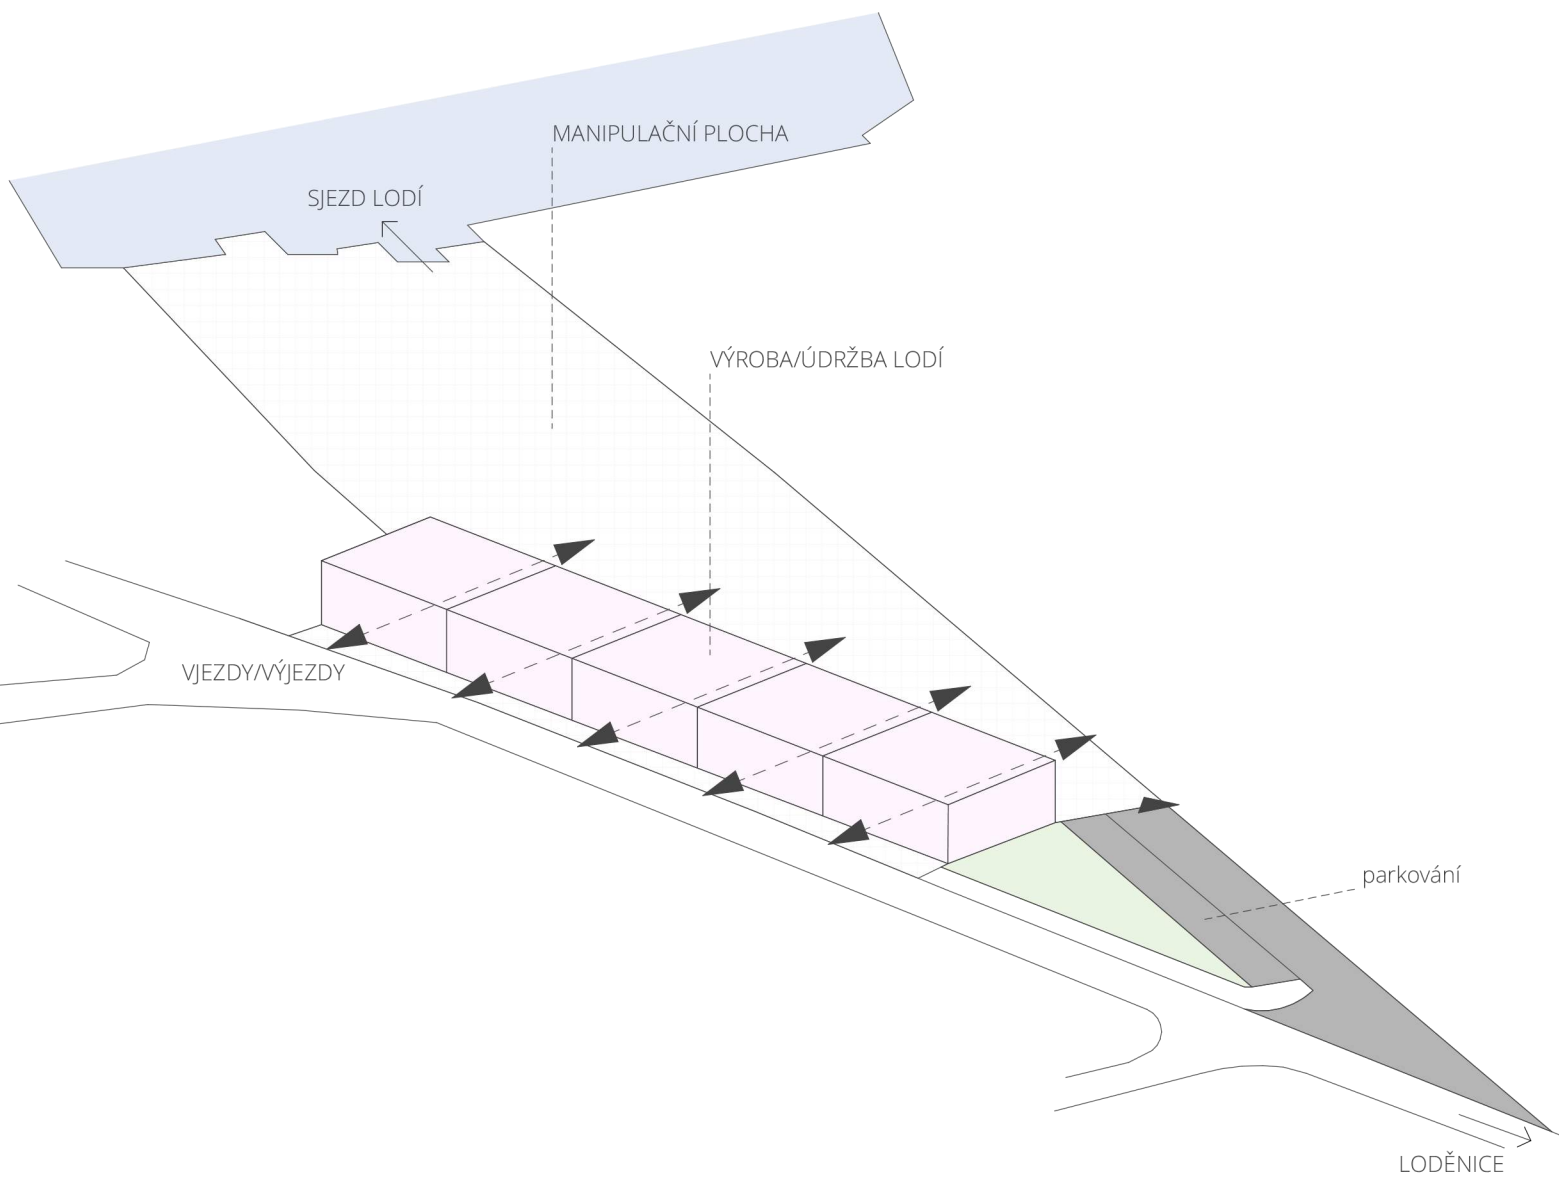 MANIPULAČNÍ PLOCHA
SJEZD LODÍ
VÝROBA/ÚDRŽBA LODÍ
VJEZDY/VÝJEZDY
parkování
LODĚNICE